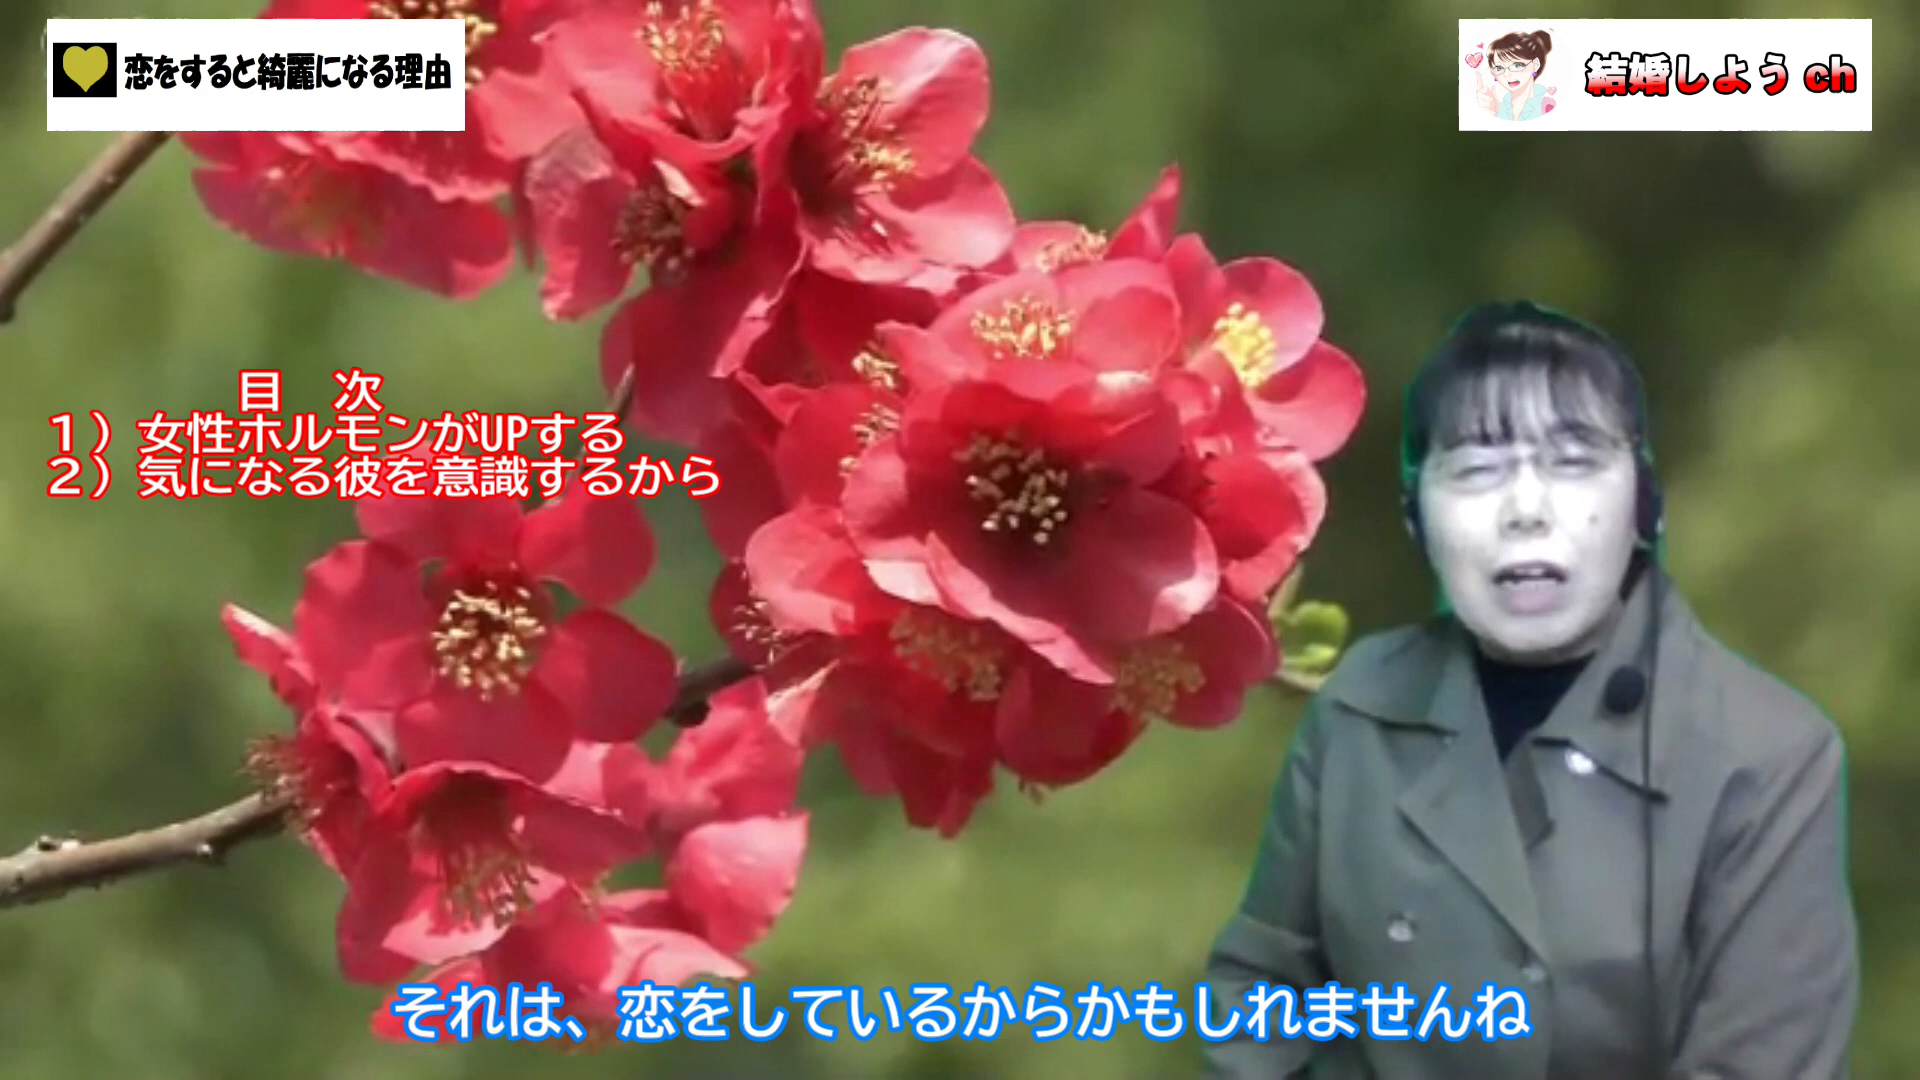 恋をすると綺麗になる理由
結婚しよう ch
目　次
１）女性ホルモンがUPする
２）気になる彼を意識するから
それは、恋をしているからかもしれませんね